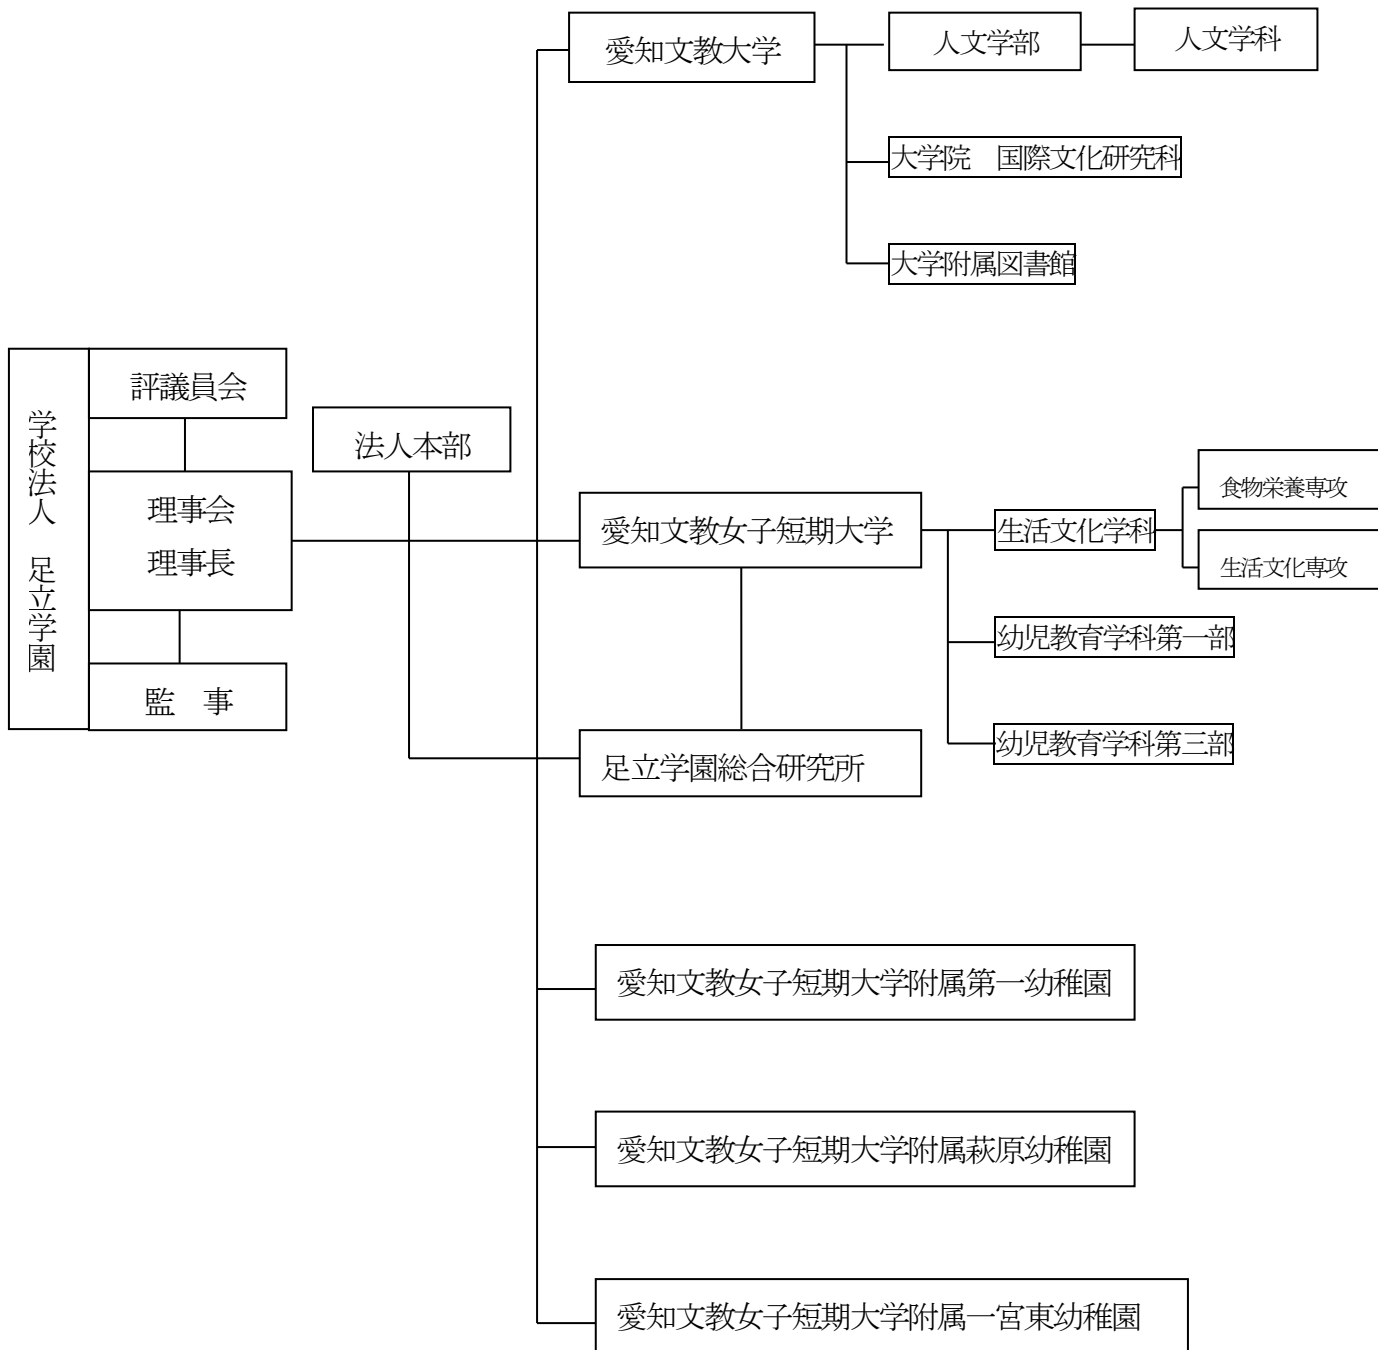 愛知文教大学
人文学部
人文学科
大学院　国際文化研究科
大学附属図書館
学校法人　足立学園
評議員会
理事会
理事長
監　事
法人本部
愛知文教女子短期大学
生活文化学科
食物栄養専攻
生活文化専攻
幼児教育学科第一部
幼児教育学科第三部
足立学園総合研究所
愛知文教女子短期大学附属第一幼稚園
愛知文教女子短期大学附属萩原幼稚園
愛知文教女子短期大学附属一宮東幼稚園